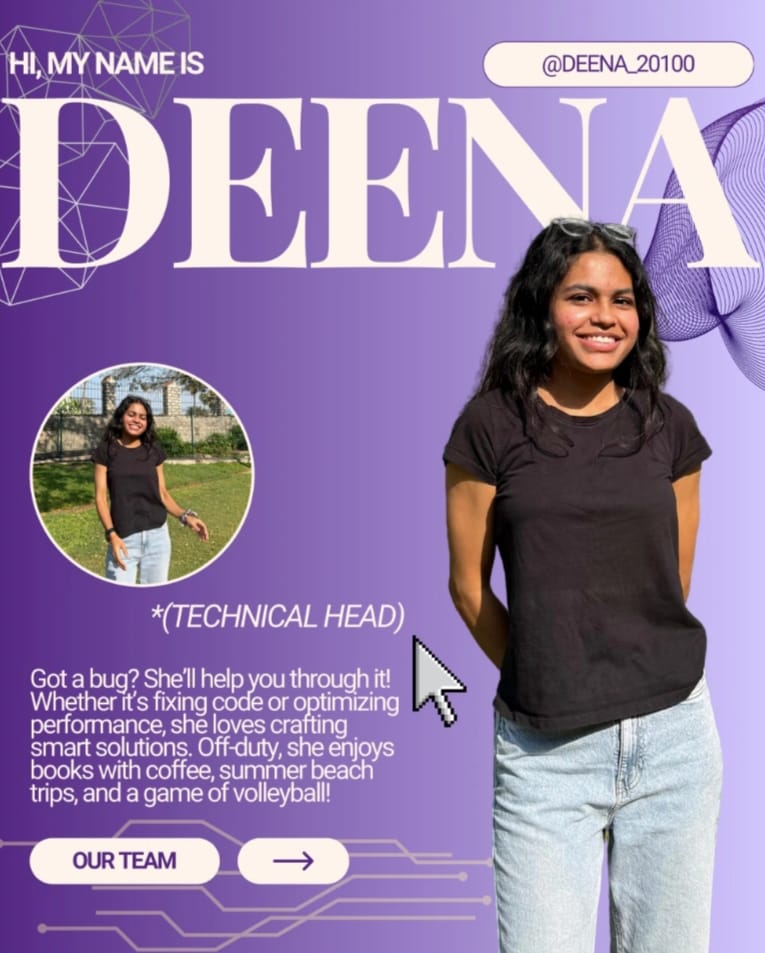 HI, MY NAME IS
@DEENA_20100
DEENA
*(TECHNICAL HEAD)
Got a bug? She'll help you through it!
Whether it's fixing code or optimizing
performance, she loves crafting
smart solutions. Off-duty, she enjoys
books with coffee, summer beach
trips, and a game of volleyball!
OUR TEAM